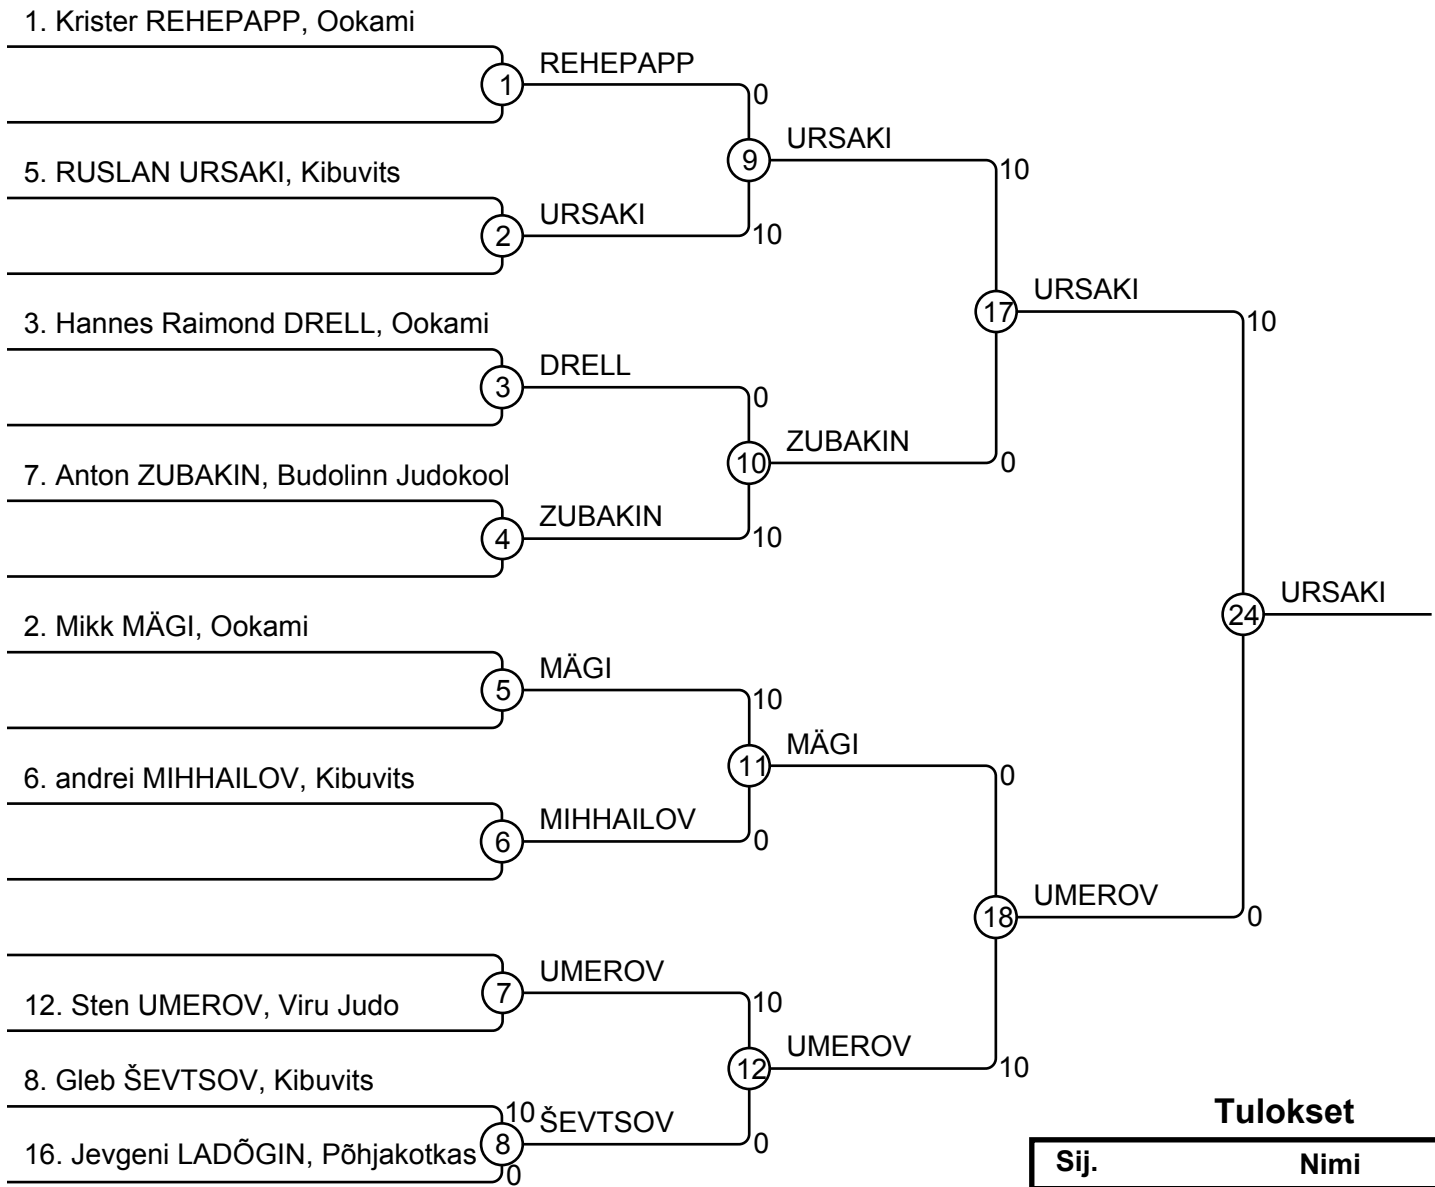 1. Krister REHEPAPP, Ookami
REHEPAPP
1
0
URSAKI
9
10
5. RUSLAN URSAKI, Kibuvits
URSAKI
2
10
URSAKI
17
10
3. Hannes Raimond DRELL, Ookami
DRELL
3
0
ZUBAKIN
10
0
7. Anton ZUBAKIN, Budolinn Judokool
ZUBAKIN
4
10
URSAKI
24
2. Mikk MÄGI, Ookami
MÄGI
5
10
MÄGI
11
0
6. andrei MIHHAILOV, Kibuvits
MIHHAILOV
6
0
UMEROV
18
0
UMEROV
7
10
12. Sten UMEROV, Viru Judo
UMEROV
12
10
8. Gleb ŠEVTSOV, Kibuvits
10
ŠEVTSOV
8
0
16. Jevgeni LADÕGIN, Põhjakotkas
0
Tulokset
Sij. Nimi